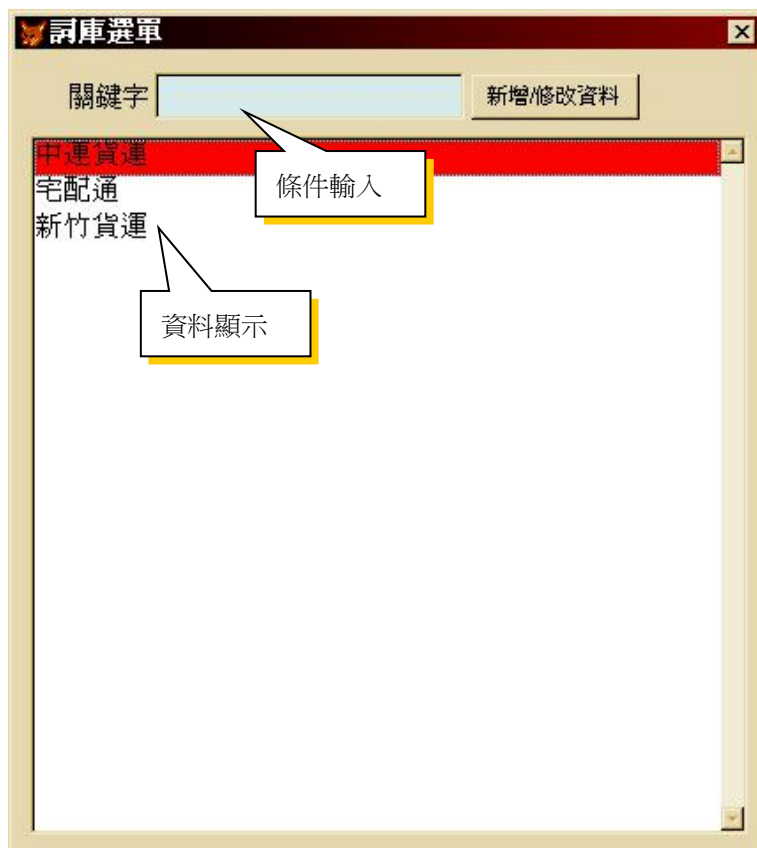 詞庫選單
關鍵字
新增/修改資料
中連貨運
宅配通
新竹貨運
條件輸入
資料顯示